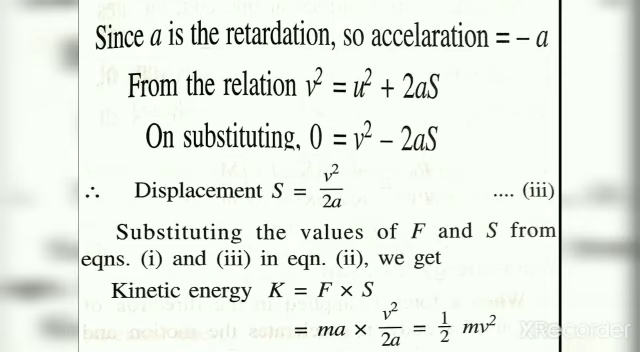 Since a is the retardation, so accelaration = – a
From the relation v² = u² + 2aS
On substituting, 0 = v² – 2aS
∴ Displacement S = v²/2a .... (iii)
Substituting the values of F and S from
eqns. (i) and (iii) in eqn. (ii), we get
Kinetic energy K = F × S
= ma × v²/2a = 1/2 mv²
XRecorder